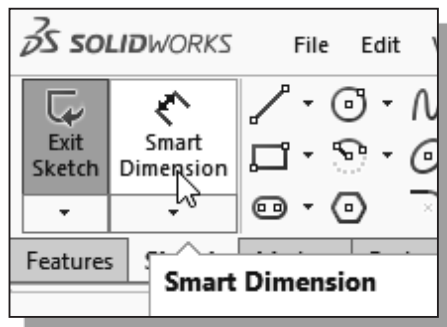 SOLIDWORKS File Edit
Exit Sketch
Smart Dimension
Features
Smart Dimension